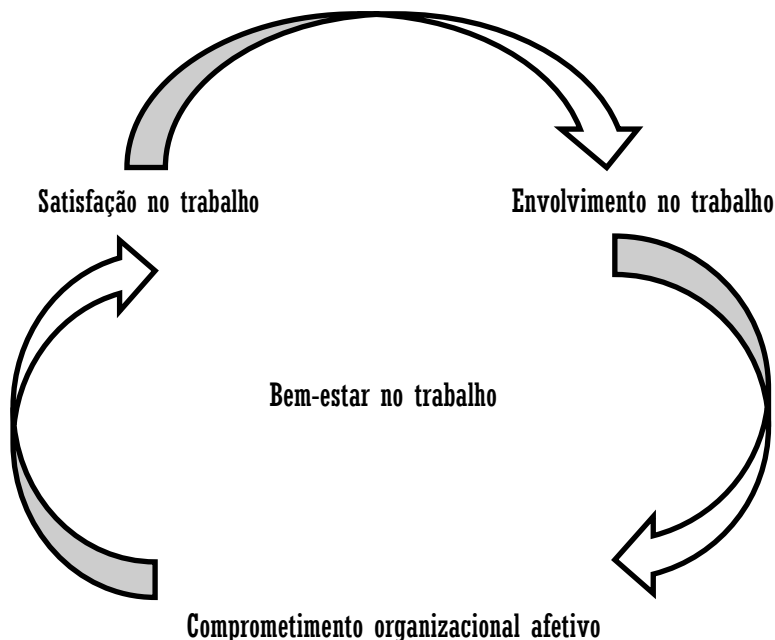 Satisfação no trabalho
Envolvimento no trabalho
Bem-estar no trabalho
Comprometimento organizacional afetivo